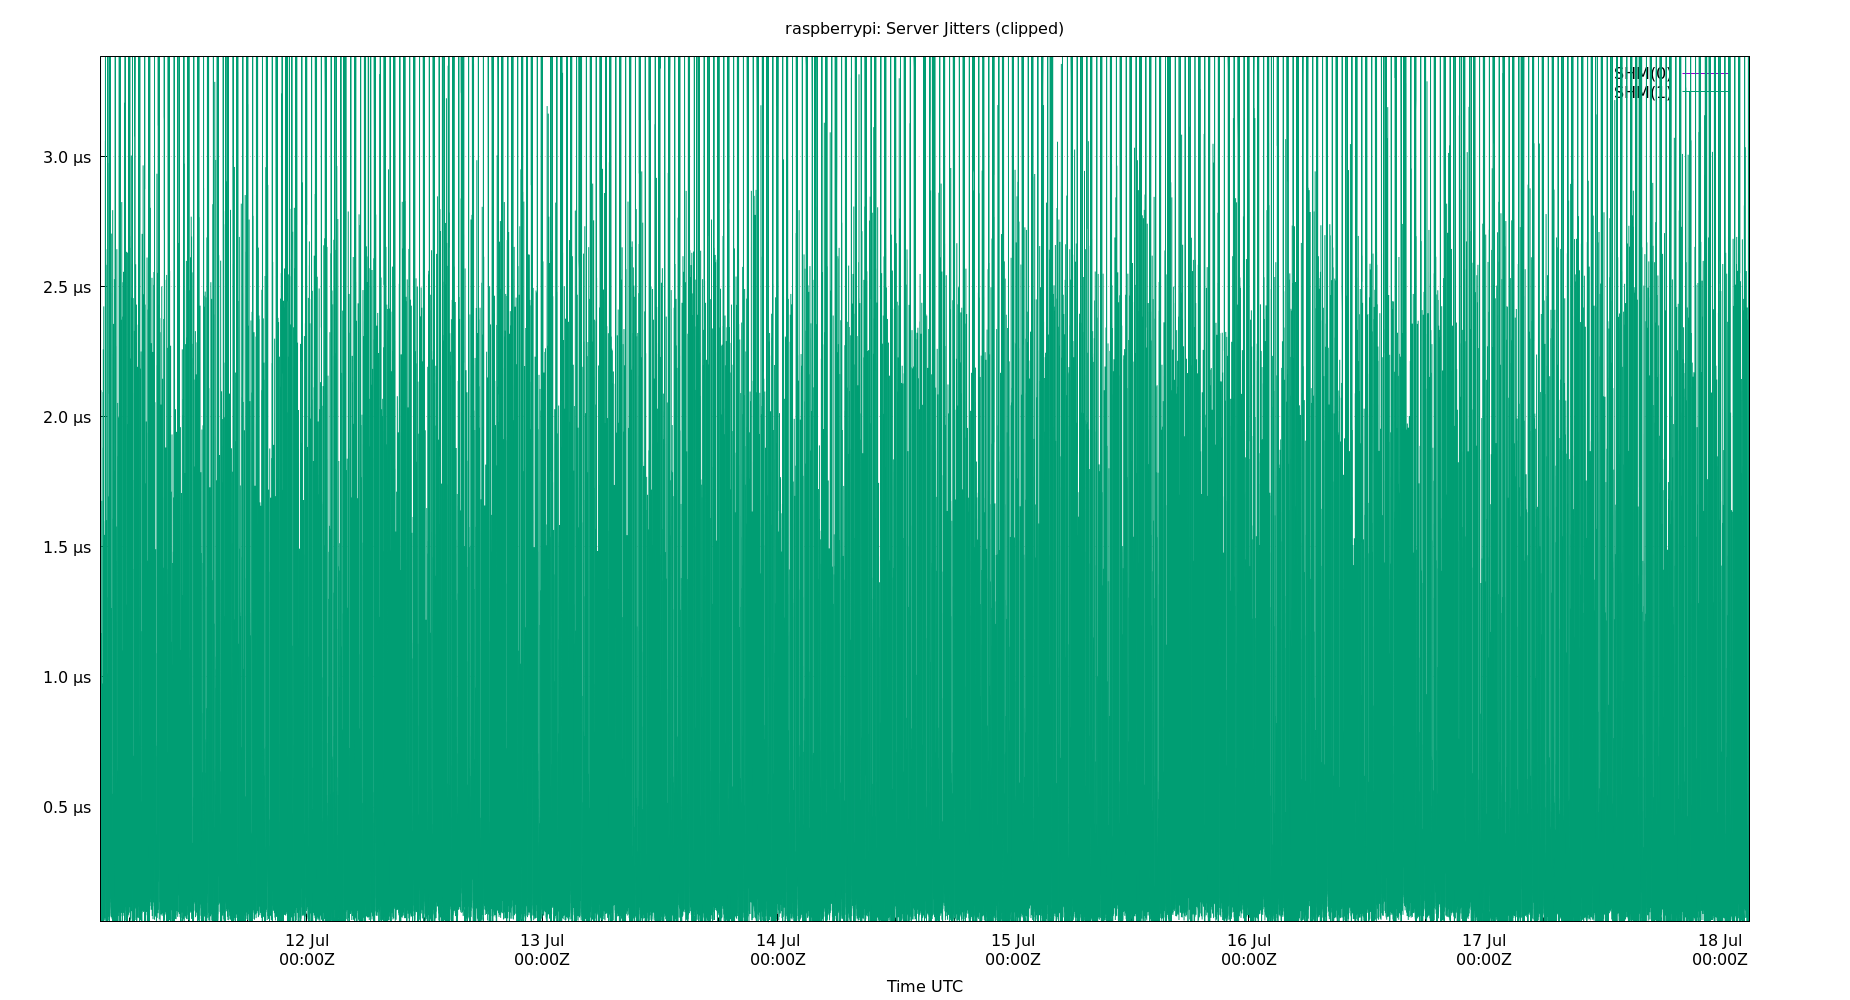 raspberrypi: Server Jitters (clipped)
SHM(0)
SHM(1)
3.0 µs
2.5 µs
2.0 µs
1.5 µs
1.0 µs
0.5 µs
12 Jul 13 Jul 14 Jul 15 Jul 16 Jul 17 Jul 18 Jul
00:00Z 00:00Z 00:00Z 00:00Z 00:00Z 00:00Z 00:00Z
Time UTC